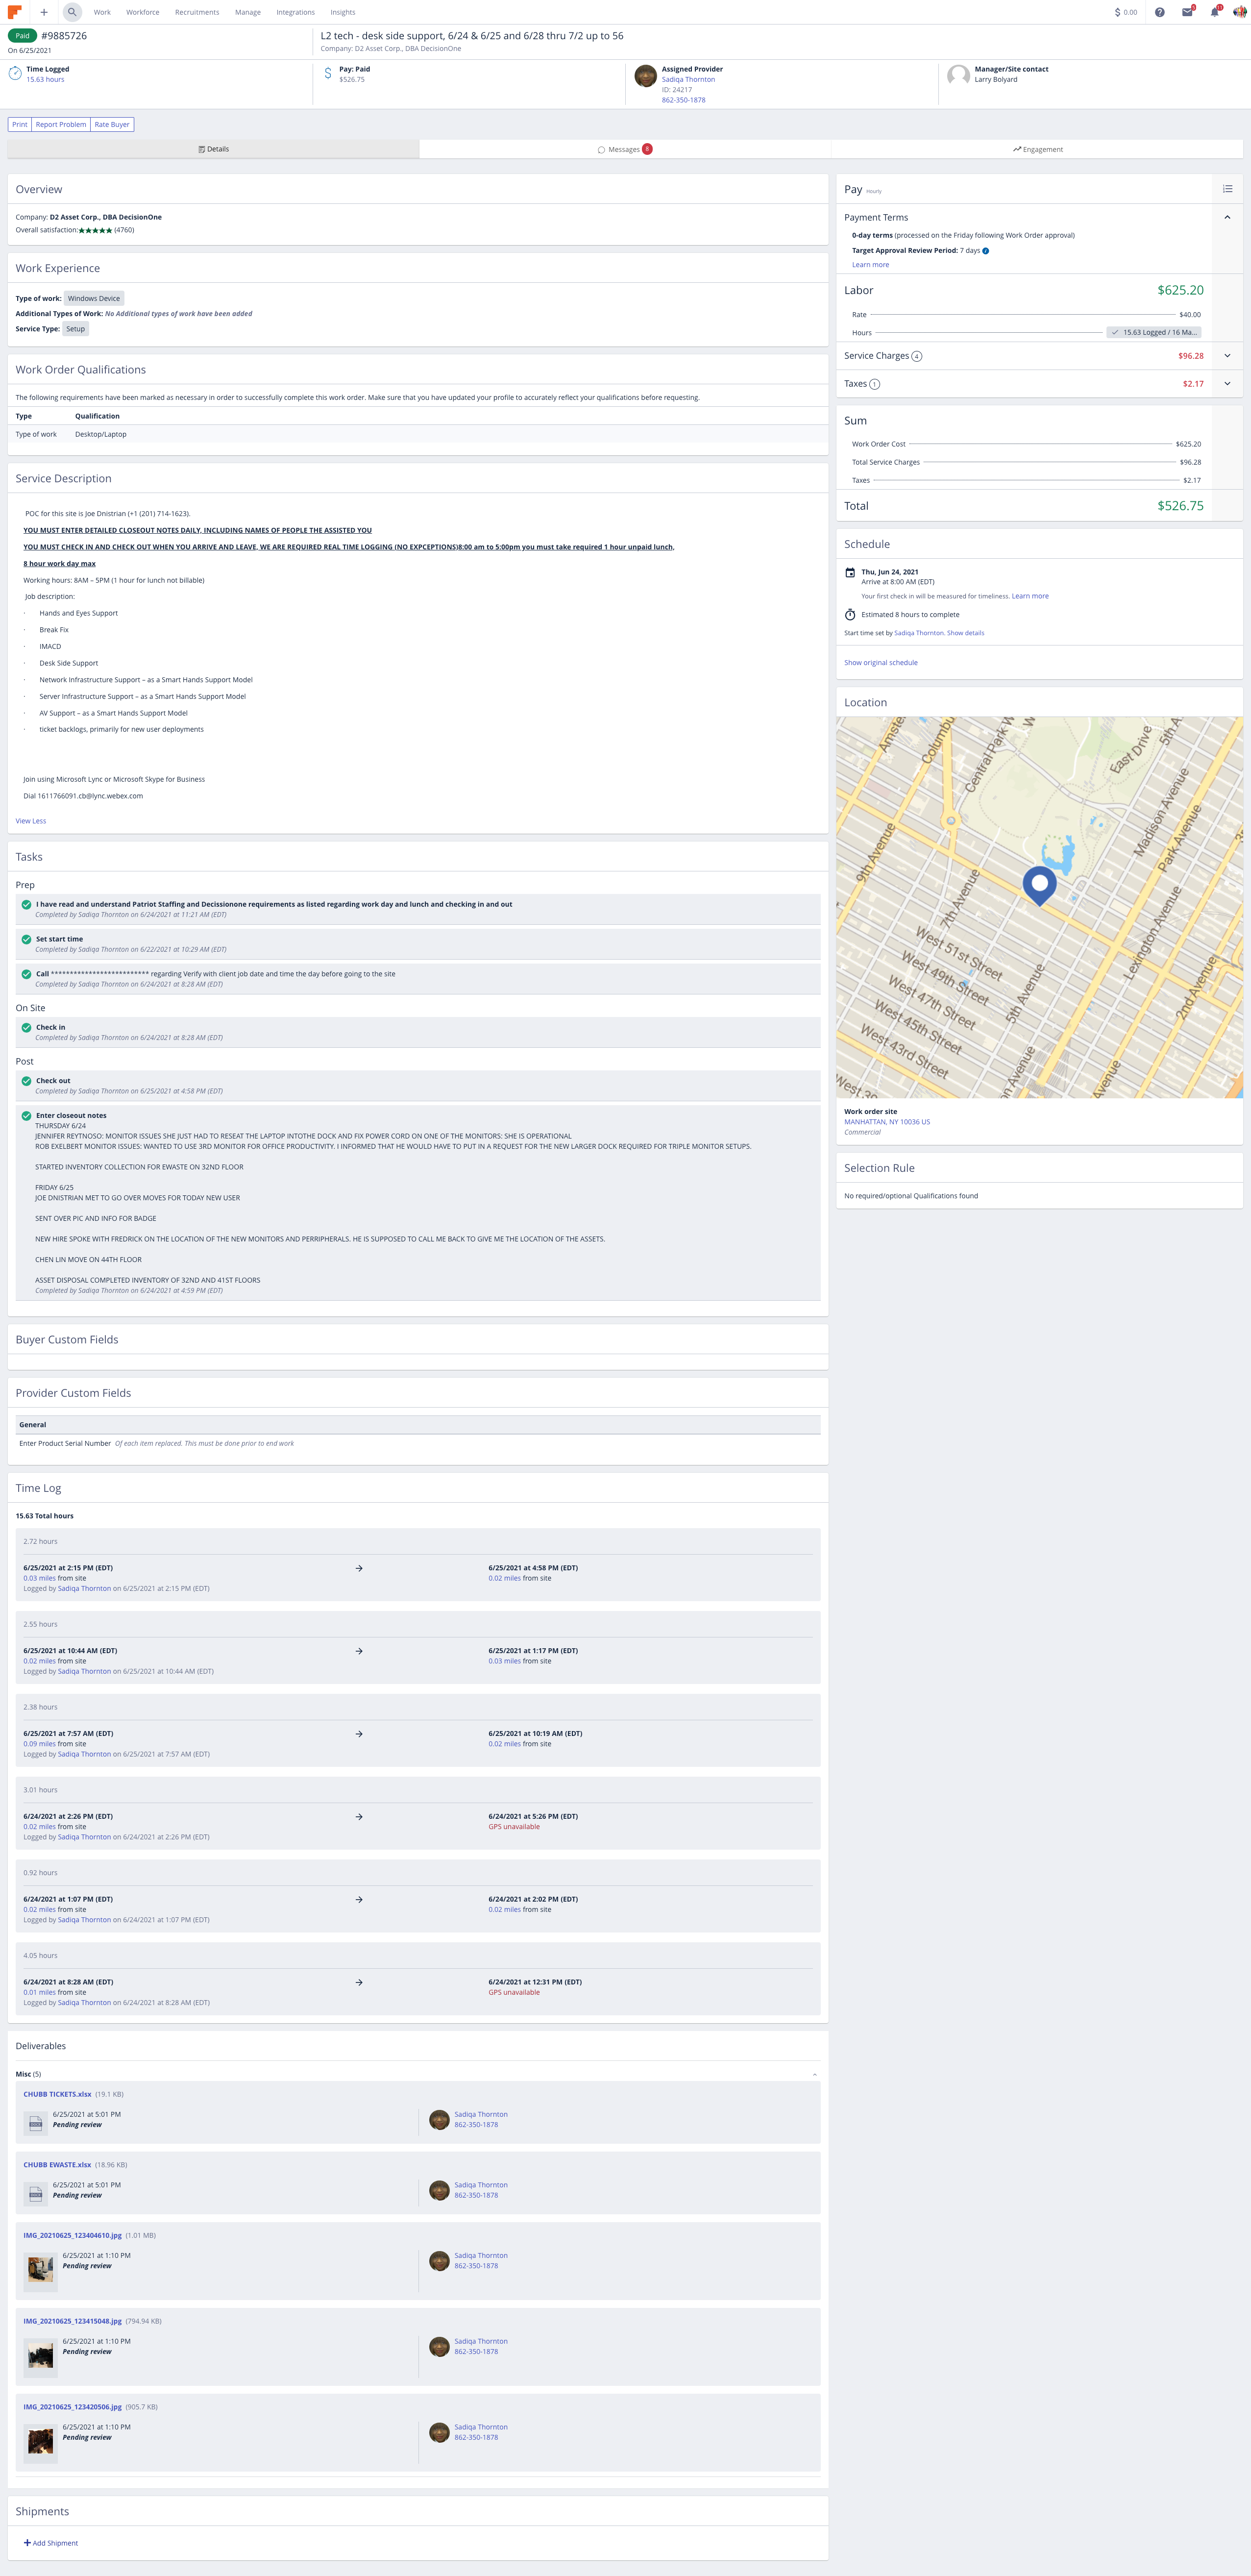 Work Workforce Recruitments Manage Integrations Insights
0.00
Paid #9885726
On 6/25/2021
L2 tech - desk side support, 6/24 & 6/25 and 6/28 thru 7/2 up to 56
Company: D2 Asset Corp., DBA DecisionOne
Time Logged
15.63 hours
Pay: Paid
$526.75
Assigned Provider
Sadiqa Thornton
ID: 24217
862-350-1878
Manager/Site contact
Larry Bolyard
Print Report Problem Rate Buyer
Details
Messages 8
Engagement
Overview
Company: D2 Asset Corp., DBA DecisionOne
Overall satisfaction:★★★★★ (4760)
Work Experience
Type of work: Windows Device
Additional Types of Work: No Additional types of work have been added
Service Type: Setup
Work Order Qualifications
The following requirements have been marked as necessary in order to successfully complete this work order. Make sure that you have updated your profile to accurately reflect your qualifications before requesting.
Type Qualification
Type of work Desktop/Laptop
Service Description
POC for this site is Joe Dnistrian (+1 (201) 714-1623).
YOU MUST ENTER DETAILED CLOSEOUT NOTES DAILY, INCLUDING NAMES OF PEOPLE THE ASSISTED YOU
YOU MUST CHECK IN AND CHECK OUT WHEN YOU ARRIVE AND LEAVE, WE ARE REQUIRED REAL TIME LOGGING (NO EXPCEPTIONS)8:00 am to 5:00pm you must take required 1 hour unpaid lunch,
8 hour work day max
Working hours: 8AM – 5PM (1 hour for lunch not billable)
Job description:
· Hands and Eyes Support
· Break Fix
· IMACD
· Desk Side Support
· Network Infrastructure Support – as a Smart Hands Support Model
· Server Infrastructure Support – as a Smart Hands Support Model
· AV Support – as a Smart Hands Support Model
· ticket backlogs, primarily for new user deployments
Join using Microsoft Lync or Microsoft Skype for Business
Dial 1611766091.cb@lync.webex.com
View Less
Tasks
Prep
I have read and understand Patriot Staffing and Decissionone requirements as listed regarding work day and lunch and checking in and out
Completed by Sadiqa Thornton on 6/24/2021 at 11:21 AM (EDT)
Set start time
Completed by Sadiqa Thornton on 6/22/2021 at 10:29 AM (EDT)
Call ************************** regarding Verify with client job date and time the day before going to the site
Completed by Sadiqa Thornton on 6/24/2021 at 8:28 AM (EDT)
On Site
Check in
Completed by Sadiqa Thornton on 6/24/2021 at 8:28 AM (EDT)
Post
Check out
Completed by Sadiqa Thornton on 6/25/2021 at 4:58 PM (EDT)
Enter closeout notes
THURSDAY 6/24
JENNIFER REYTNOSO: MONITOR ISSUES SHE JUST HAD TO RESEAT THE LAPTOP INTOTHE DOCK AND FIX POWER CORD ON ONE OF THE MONITORS: SHE IS OPERATIONAL
ROB EXELBERT MONITOR ISSUES: WANTED TO USE 3RD MONITOR FOR OFFICE PRODUCTIVITY. I INFORMED THAT HE WOULD HAVE TO PUT IN A REQUEST FOR THE NEW LARGER DOCK REQUIRED FOR TRIPLE MONITOR SETUPS.
STARTED INVENTORY COLLECTION FOR EWASTE ON 32ND FLOOR
FRIDAY 6/25
JOE DNISTRIAN MET TO GO OVER MOVES FOR TODAY NEW USER
SENT OVER PIC AND INFO FOR BADGE
NEW HIRE SPOKE WITH FREDRICK ON THE LOCATION OF THE NEW MONITORS AND PERRIPHERALS. HE IS SUPPOSED TO CALL ME BACK TO GIVE ME THE LOCATION OF THE ASSETS.
CHEN LIN MOVE ON 44TH FLOOR
ASSET DISPOSAL COMPLETED INVENTORY OF 32ND AND 41ST FLOORS
Completed by Sadiqa Thornton on 6/24/2021 at 4:59 PM (EDT)
Buyer Custom Fields
Provider Custom Fields
General
Enter Product Serial Number Of each item replaced. This must be done prior to end work
Time Log
15.63 Total hours
2.72 hours
6/25/2021 at 2:15 PM (EDT) → 6/25/2021 at 4:58 PM (EDT)
0.03 miles from site 0.02 miles from site
Logged by Sadiqa Thornton on 6/25/2021 at 2:15 PM (EDT)
2.55 hours
6/25/2021 at 10:44 AM (EDT) → 6/25/2021 at 1:17 PM (EDT)
0.02 miles from site 0.03 miles from site
Logged by Sadiqa Thornton on 6/25/2021 at 10:44 AM (EDT)
2.38 hours
6/25/2021 at 7:57 AM (EDT) → 6/25/2021 at 10:19 AM (EDT)
0.09 miles from site 0.02 miles from site
Logged by Sadiqa Thornton on 6/25/2021 at 7:57 AM (EDT)
3.01 hours
6/24/2021 at 2:26 PM (EDT) → 6/24/2021 at 5:26 PM (EDT)
0.02 miles from site GPS unavailable
Logged by Sadiqa Thornton on 6/24/2021 at 2:26 PM (EDT)
0.92 hours
6/24/2021 at 1:07 PM (EDT) → 6/24/2021 at 2:02 PM (EDT)
0.02 miles from site 0.02 miles from site
Logged by Sadiqa Thornton on 6/24/2021 at 1:07 PM (EDT)
4.05 hours
6/24/2021 at 8:28 AM (EDT) → 6/24/2021 at 12:31 PM (EDT)
0.01 miles from site GPS unavailable
Logged by Sadiqa Thornton on 6/24/2021 at 8:28 AM (EDT)
Deliverables
Misc (5)
CHUBB TICKETS.xlsx (19.1 KB)
6/25/2021 at 5:01 PM Sadiqa Thornton
Pending review 862-350-1878
CHUBB EWASTE.xlsx (18.96 KB)
6/25/2021 at 5:01 PM Sadiqa Thornton
Pending review 862-350-1878
IMG_20210625_123404610.jpg (1.01 MB)
6/25/2021 at 1:10 PM Sadiqa Thornton
Pending review 862-350-1878
IMG_20210625_123415048.jpg (794.94 KB)
6/25/2021 at 1:10 PM Sadiqa Thornton
Pending review 862-350-1878
IMG_20210625_123420506.jpg (905.7 KB)
6/25/2021 at 1:10 PM Sadiqa Thornton
Pending review 862-350-1878
Shipments
+ Add Shipment
Pay Hourly
Payment Terms
0-day terms (processed on the Friday following Work Order approval)
Target Approval Review Period: 7 days
Learn more
Labor $625.20
Rate $40.00
Hours 15.63 Logged / 16 Ma...
Service Charges 4 $96.28
Taxes 1 $2.17
Sum
Work Order Cost $625.20
Total Service Charges $96.28
Taxes $2.17
Total $526.75
Schedule
Thu, Jun 24, 2021
Arrive at 8:00 AM (EDT)
Your first check in will be measured for timeliness. Learn more
Estimated 8 hours to complete
Start time set by Sadiqa Thornton. Show details
Show original schedule
Location
Amste
Columbu
Central Park W
W
East Drive
5th A
9th Avenue
Madison Avenue
Park Avenue
7th Avenue
West 51st Street
West 49th Street
West 47th Street
West 45th Street
West 43rd Street
5th Avenue
Lexington Avenue
2nd Avenue
West 39
on Avenue
Avenue
Work order site
MANHATTAN, NY 10036 US
Commercial
Selection Rule
No required/optional Qualifications found